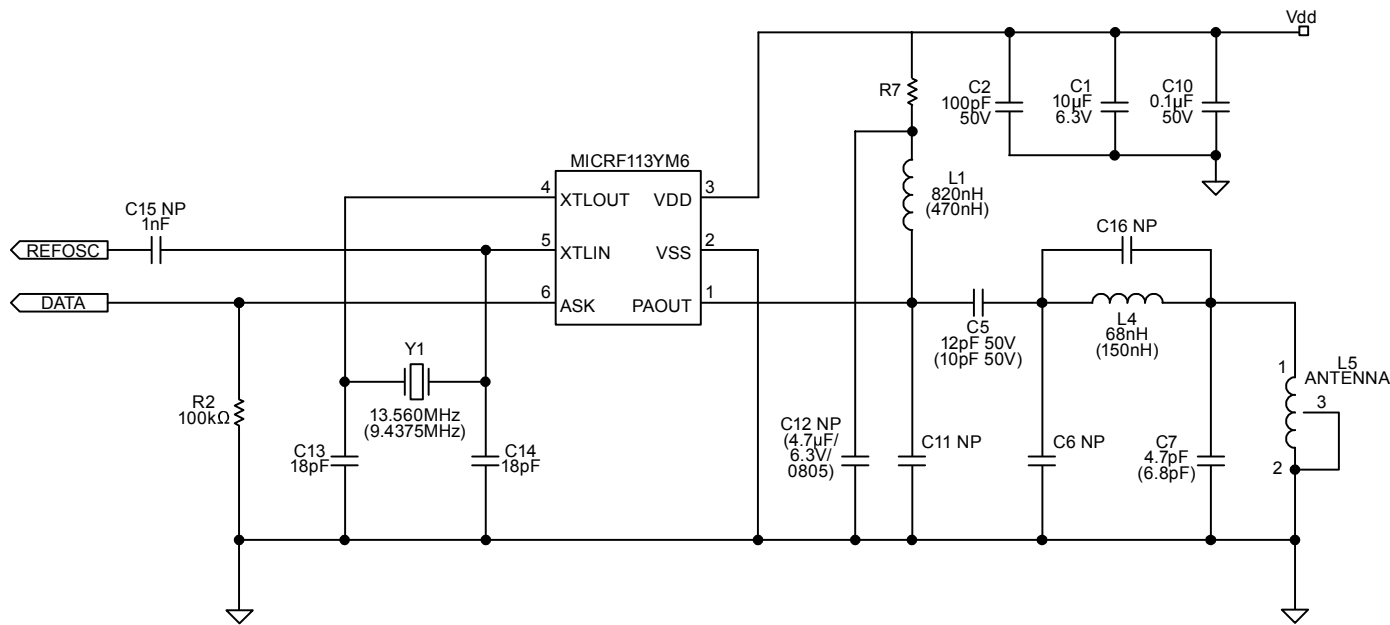 Vdd
R7
C2
100pF
50V
C1
10µF
6.3V
C10
0.1µF
50V
MICRF113YM6
4
XTLOUT
VDD
3
L1
820nH
(470nH)
C15 NP
1nF
REFOSC
5
XTLIN
VSS
2
C16 NP
DATA
6
ASK
PAOUT
1
C5
12pF 50V
(10pF 50V)
L4
68nH
(150nH)
Y1
13.560MHz
(9.4375MHz)
R2
100kΩ
C13
18pF
C14
18pF
C12 NP
(4.7µF/
6.3V/
0805)
C11 NP
C6 NP
C7
4.7pF
(6.8pF)
L5
ANTENNA
1
3
2